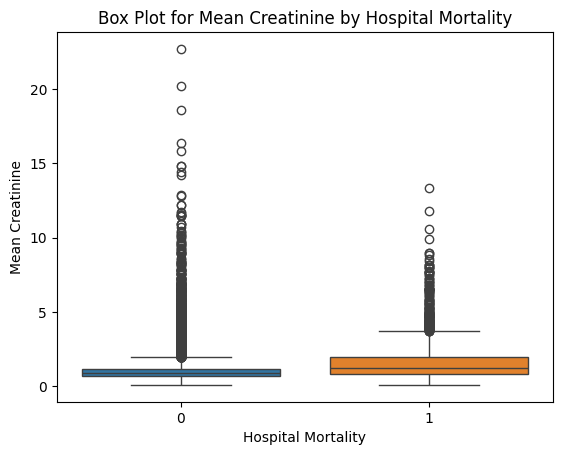 Box Plot for Mean Creatinine by Hospital Mortality
Mean Creatinine
20
15
10
5
0
0 1
Hospital Mortality